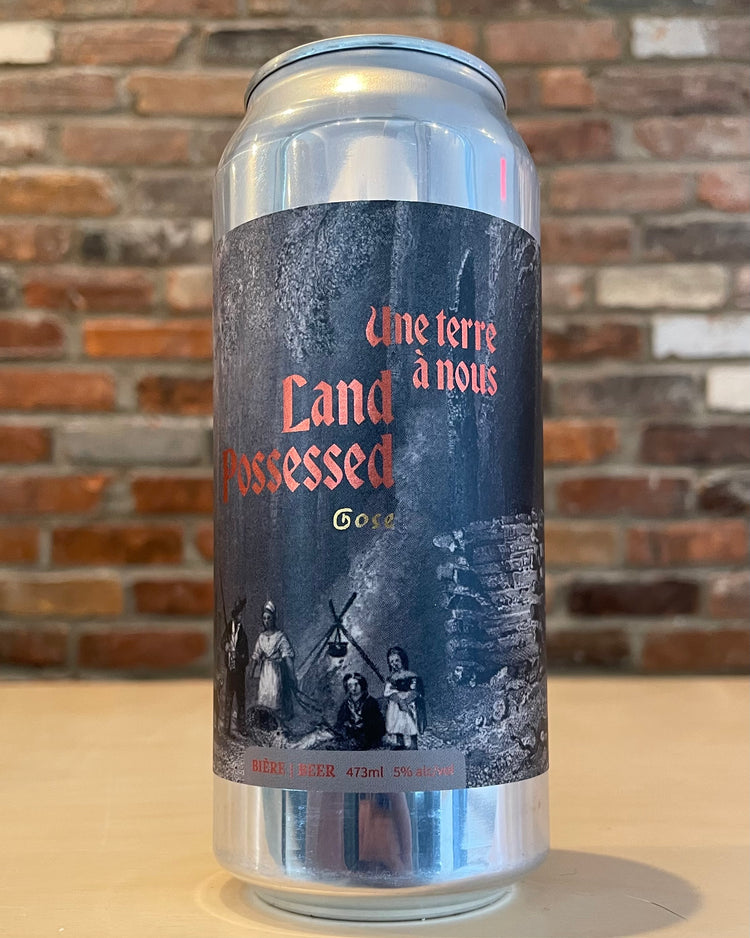 Une terre
à nous
Land
Possessed
Gose
BIÈRE | BEER 473ml 5% alc./vol